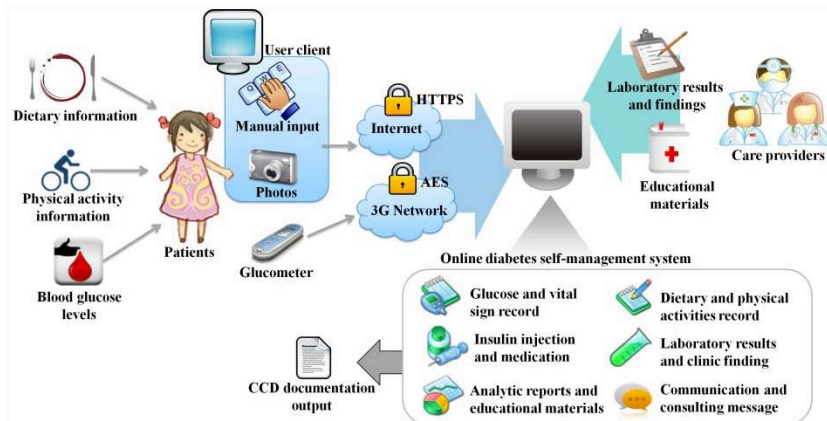 User client
Dietary information
Manual input
HTTPS
Internet
Laboratory results
and findings
Physical activity
information
Photos
AES
3G Network
Care providers
Educational
materials
Patients
Glucometer
Blood glucose
levels
Online diabetes self-management system
Glucose and vital
sign record
Dietary and physical
activities record
Insulin injection
and medication
Laboratory results
and clinic finding
Analytic reports and
educational materials
Communication and
consulting message
CCD documentation
output